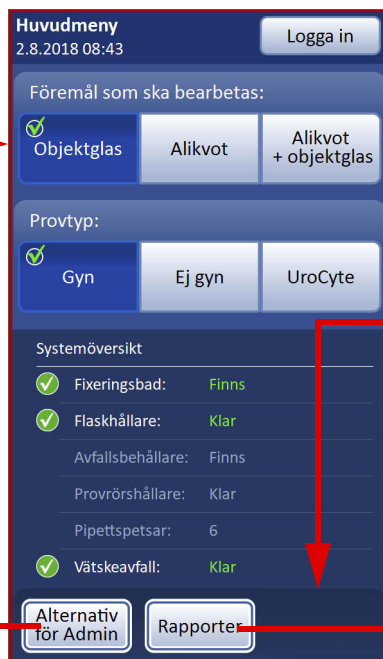 Huvudmeny
2.8.2018 08:43
Logga in
Föremål som ska bearbetas:
Objektglas
Alikvot
Alikvot
+ objektglas
Provtyp:
Gyn
Ej gyn
UroCyte
Systemöversikt
Fixeringsbad: Finns
Flaskhållare: Klar
Avfallsbehållare: Finns
Provrörshållare: Klar
Pipettspetsar: 6
Vätskeavfall: Klar
Alternativ
för Admin
Rapporter